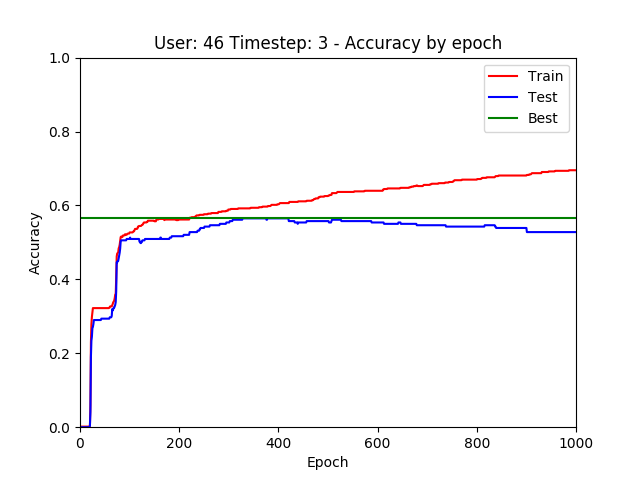 User: 46 Timestep: 3 - Accuracy by epoch
1.0
0.8
0.6
0.4
0.2
0.0
Accuracy
Train
Test
Best
0 200 400 600 800 1000
Epoch